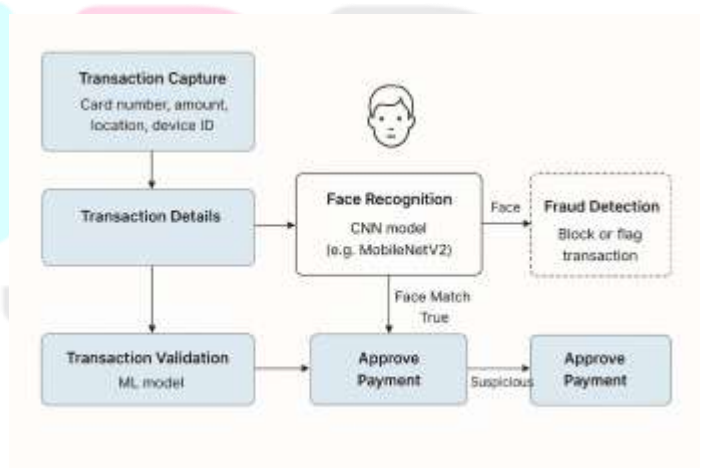 Transaction Capture
Card number, amount,
location, device ID
Transaction Details
Face Recognition
CNN model
(e.g. MobileNetV2)
Face
Fraud Detection
Block or flag
transaction
Face Match
True
Transaction Validation
ML model
Approve
Payment
Suspicious
Approve
Payment